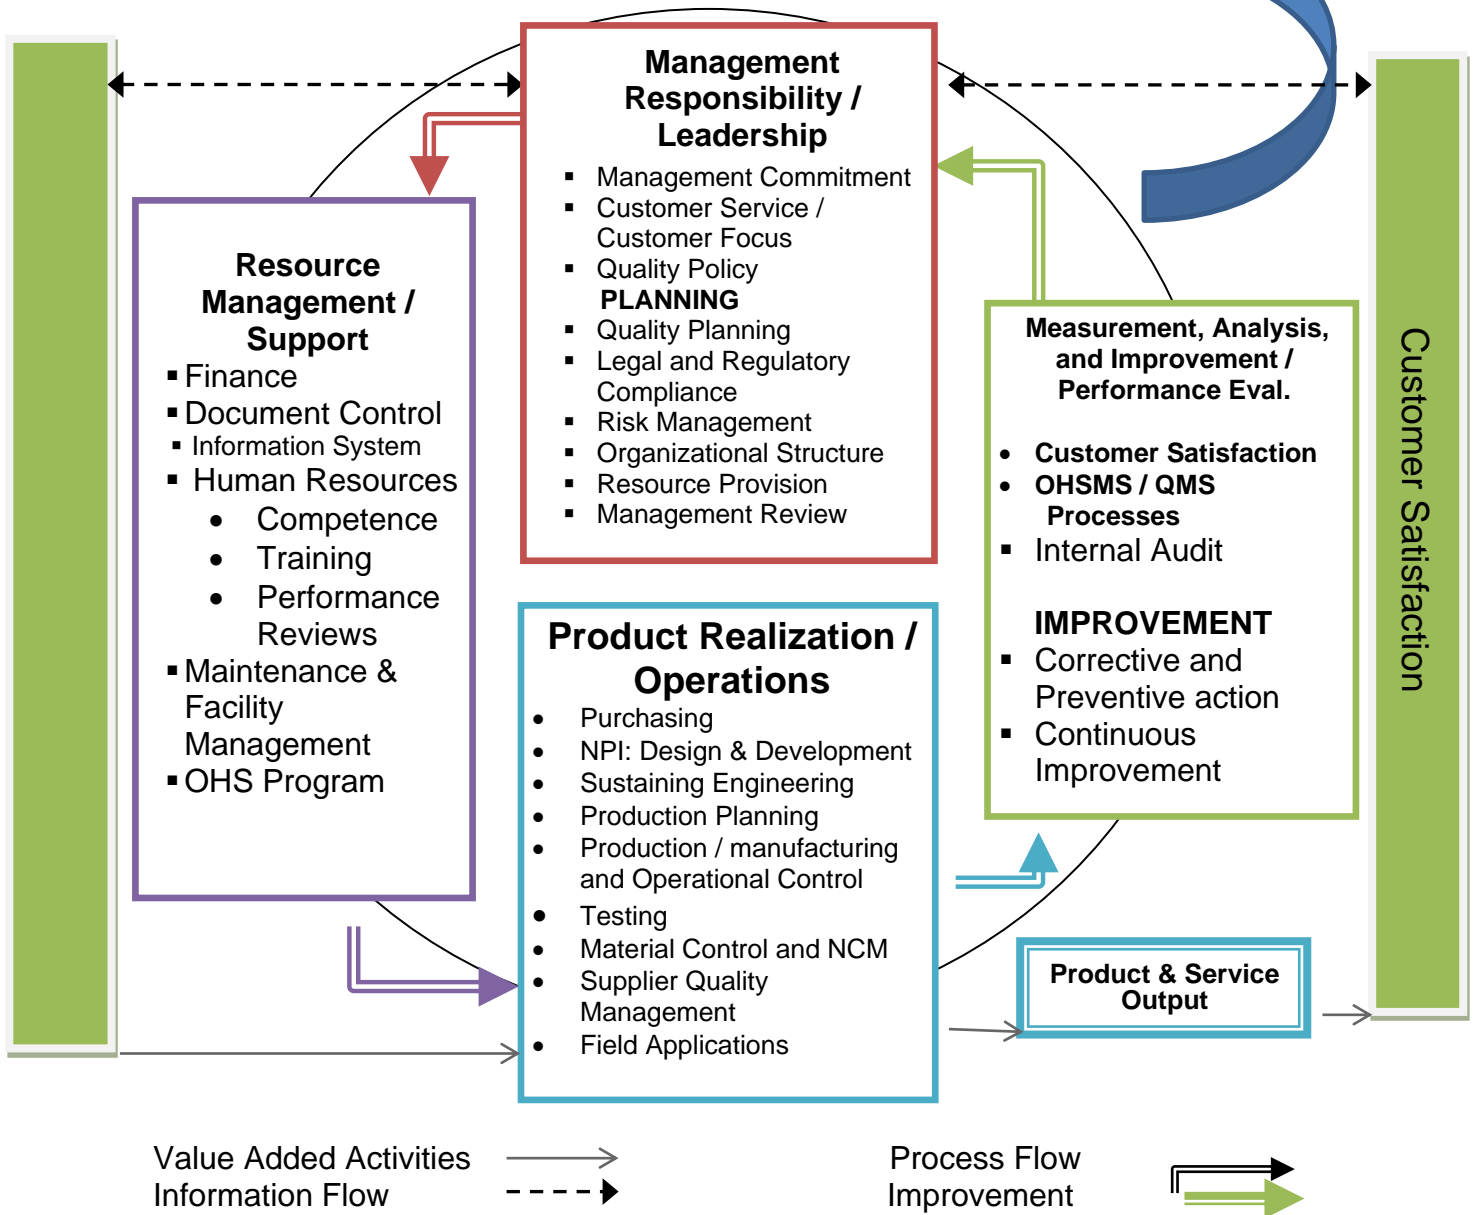 Management
Responsibility /
Leadership
▪ Management Commitment
▪ Customer Service /
Customer Focus
▪ Quality Policy
PLANNING
▪ Quality Planning
▪ Legal and Regulatory
Compliance
▪ Risk Management
▪ Organizational Structure
▪ Resource Provision
▪ Management Review
Resource
Management /
Support
▪ Finance
▪ Document Control
▪ Information System
▪ Human Resources
• Competence
• Training
• Performance
Reviews
▪ Maintenance &
Facility
Management
▪ OHS Program
Measurement, Analysis,
and Improvement /
Performance Eval.
• Customer Satisfaction
• OHSMS / QMS
Processes
▪ Internal Audit
IMPROVEMENT
▪ Corrective and
Preventive action
▪ Continuous
Improvement
Customer Satisfaction
Product Realization /
Operations
• Purchasing
• NPI: Design & Development
• Sustaining Engineering
• Production Planning
• Production / manufacturing
and Operational Control
• Testing
• Material Control and NCM
• Supplier Quality
Management
• Field Applications
Product & Service
Output
Value Added Activities
Information Flow
Process Flow
Improvement